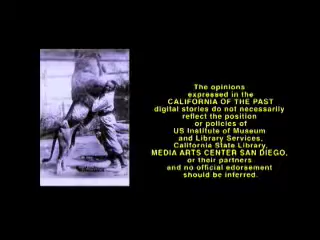 The opinions
expressed in the
CALIFORNIA OF THE PAST
digital stories do not necessarily
reflect the position
or policies of
US Institute of Museum
and Library Services,
California State Library,
MEDIA ARTS CENTER SAN DIEGO,
or their partners
and no official edorsement
should be inferred.